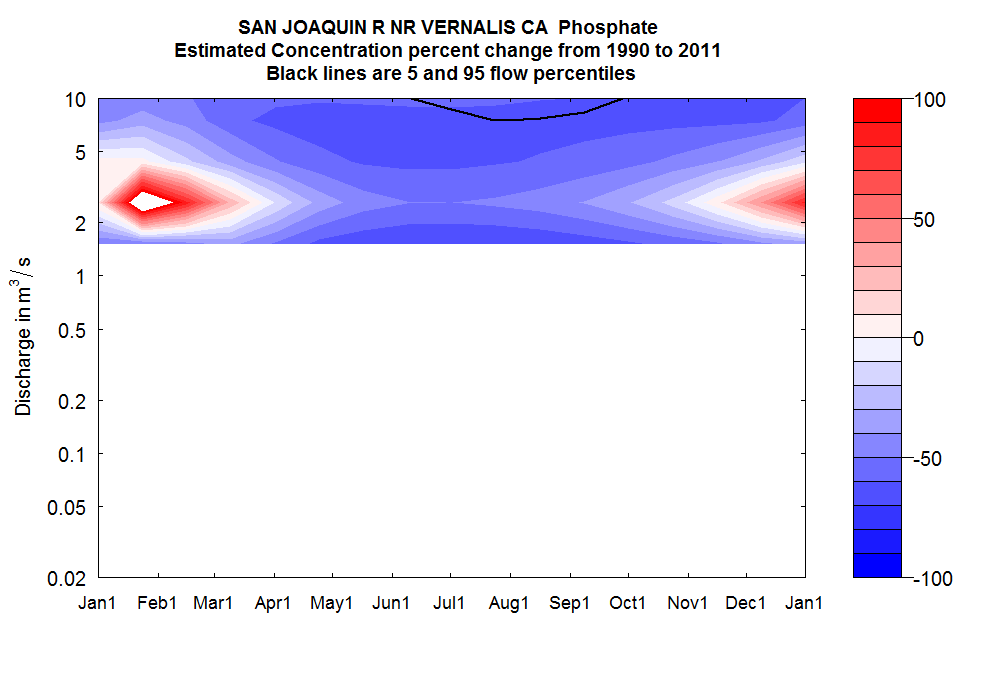 SAN JOAQUIN R NR VERNALIS CA  Phosphate
Estimated Concentration percent change from 1990 to 2011
Black lines are 5 and 95 flow percentiles
Discharge in m³/s
10
5
2
1
0.5
0.2
0.1
0.05
0.02
Jan1 Feb1 Mar1 Apr1 May1 Jun1 Jul1 Aug1 Sep1 Oct1 Nov1 Dec1 Jan1
100
50
0
-50
-100